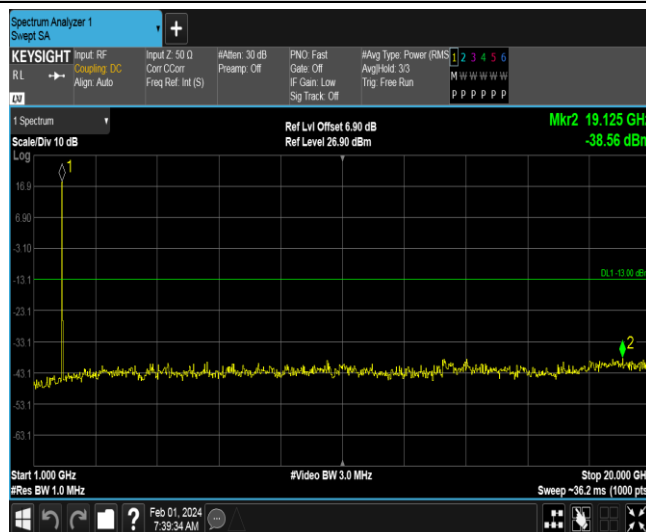 Spectrum Analyzer 1
Swept SA
+
KEYSIGHT
RL
LXI
Input: RF
Coupling: DC
Align: Auto
Input Z: 50 Ω
Corr CCorr
Freq Ref: Int (S)
#Atten: 30 dB
Preamp: Off
PNO: Fast
Gate: Off
IF Gain: Low
Sig Track: Off
#Avg Type: Power (RMS
Avg|Hold: 3/3
Trig: Free Run
1 2 3 4 5 6
M W W W W W
P P P P P P
1 Spectrum
Scale/Div 10 dB
Log
Ref Lvl Offset 6.90 dB
Ref Level 26.90 dBm
Mkr2 19.125 GHz
-38.56 dBm
1
16.9
6.90
-3.10
-13.1
DL1 -13.00 dBm
-23.1
-33.1
2
-43.1
-53.1
-63.1
Start 1.000 GHz
#Res BW 1.0 MHz
#Video BW 3.0 MHz
Stop 20.000 GHz
Sweep ~36.2 ms (1000 pts)
?
Feb 01, 2024
7:39:34 AM